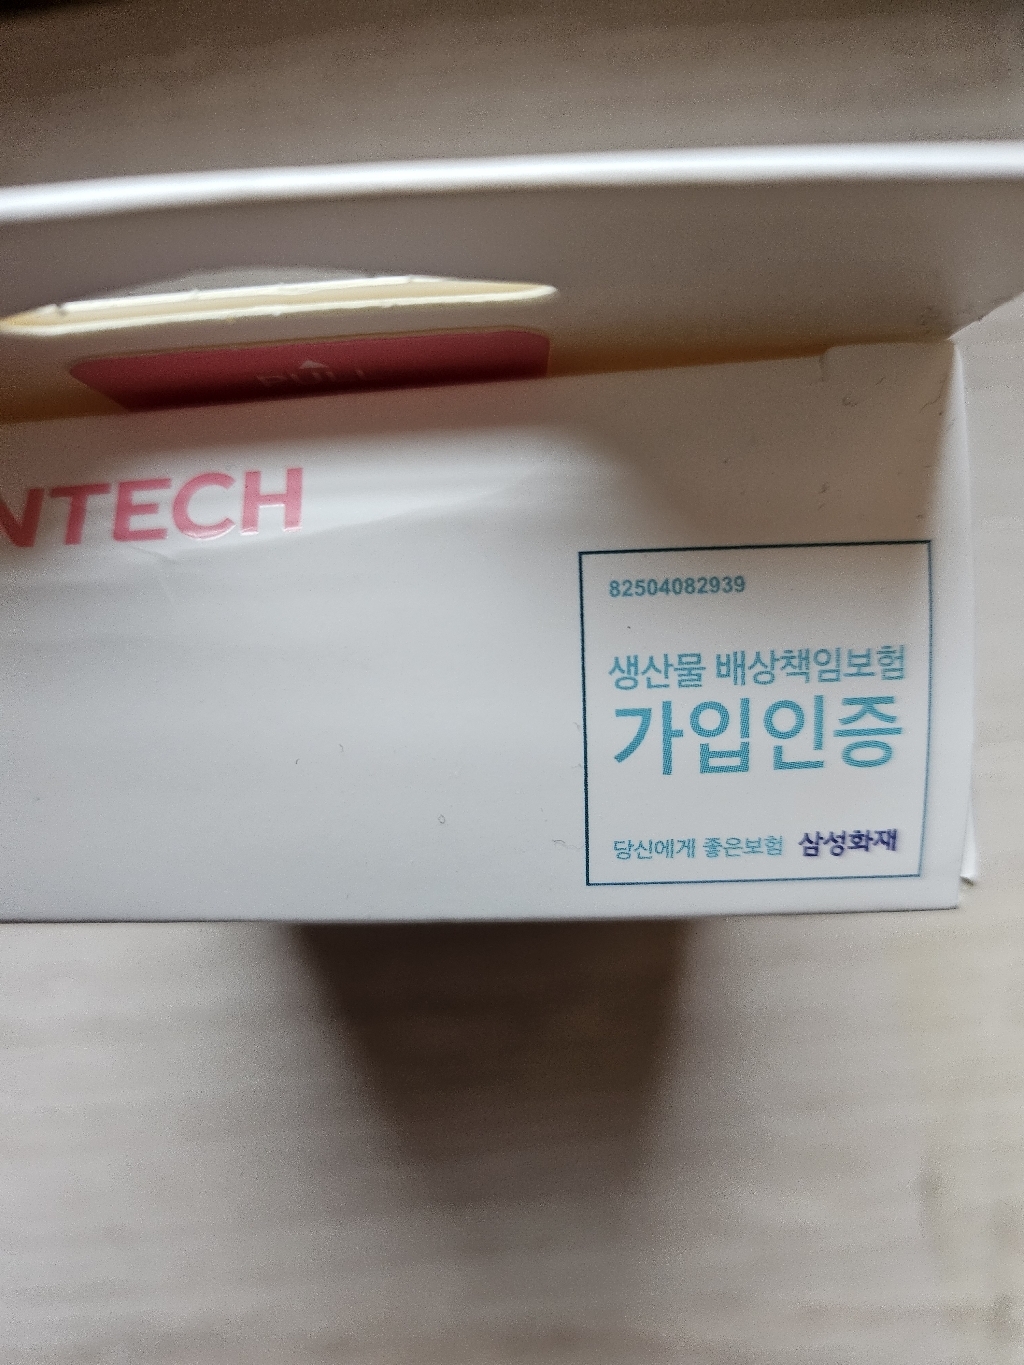 PULL
NTECH
82504082939
생산물 배상책임보험
가입인증
당신에게 좋은보험 삼성화재